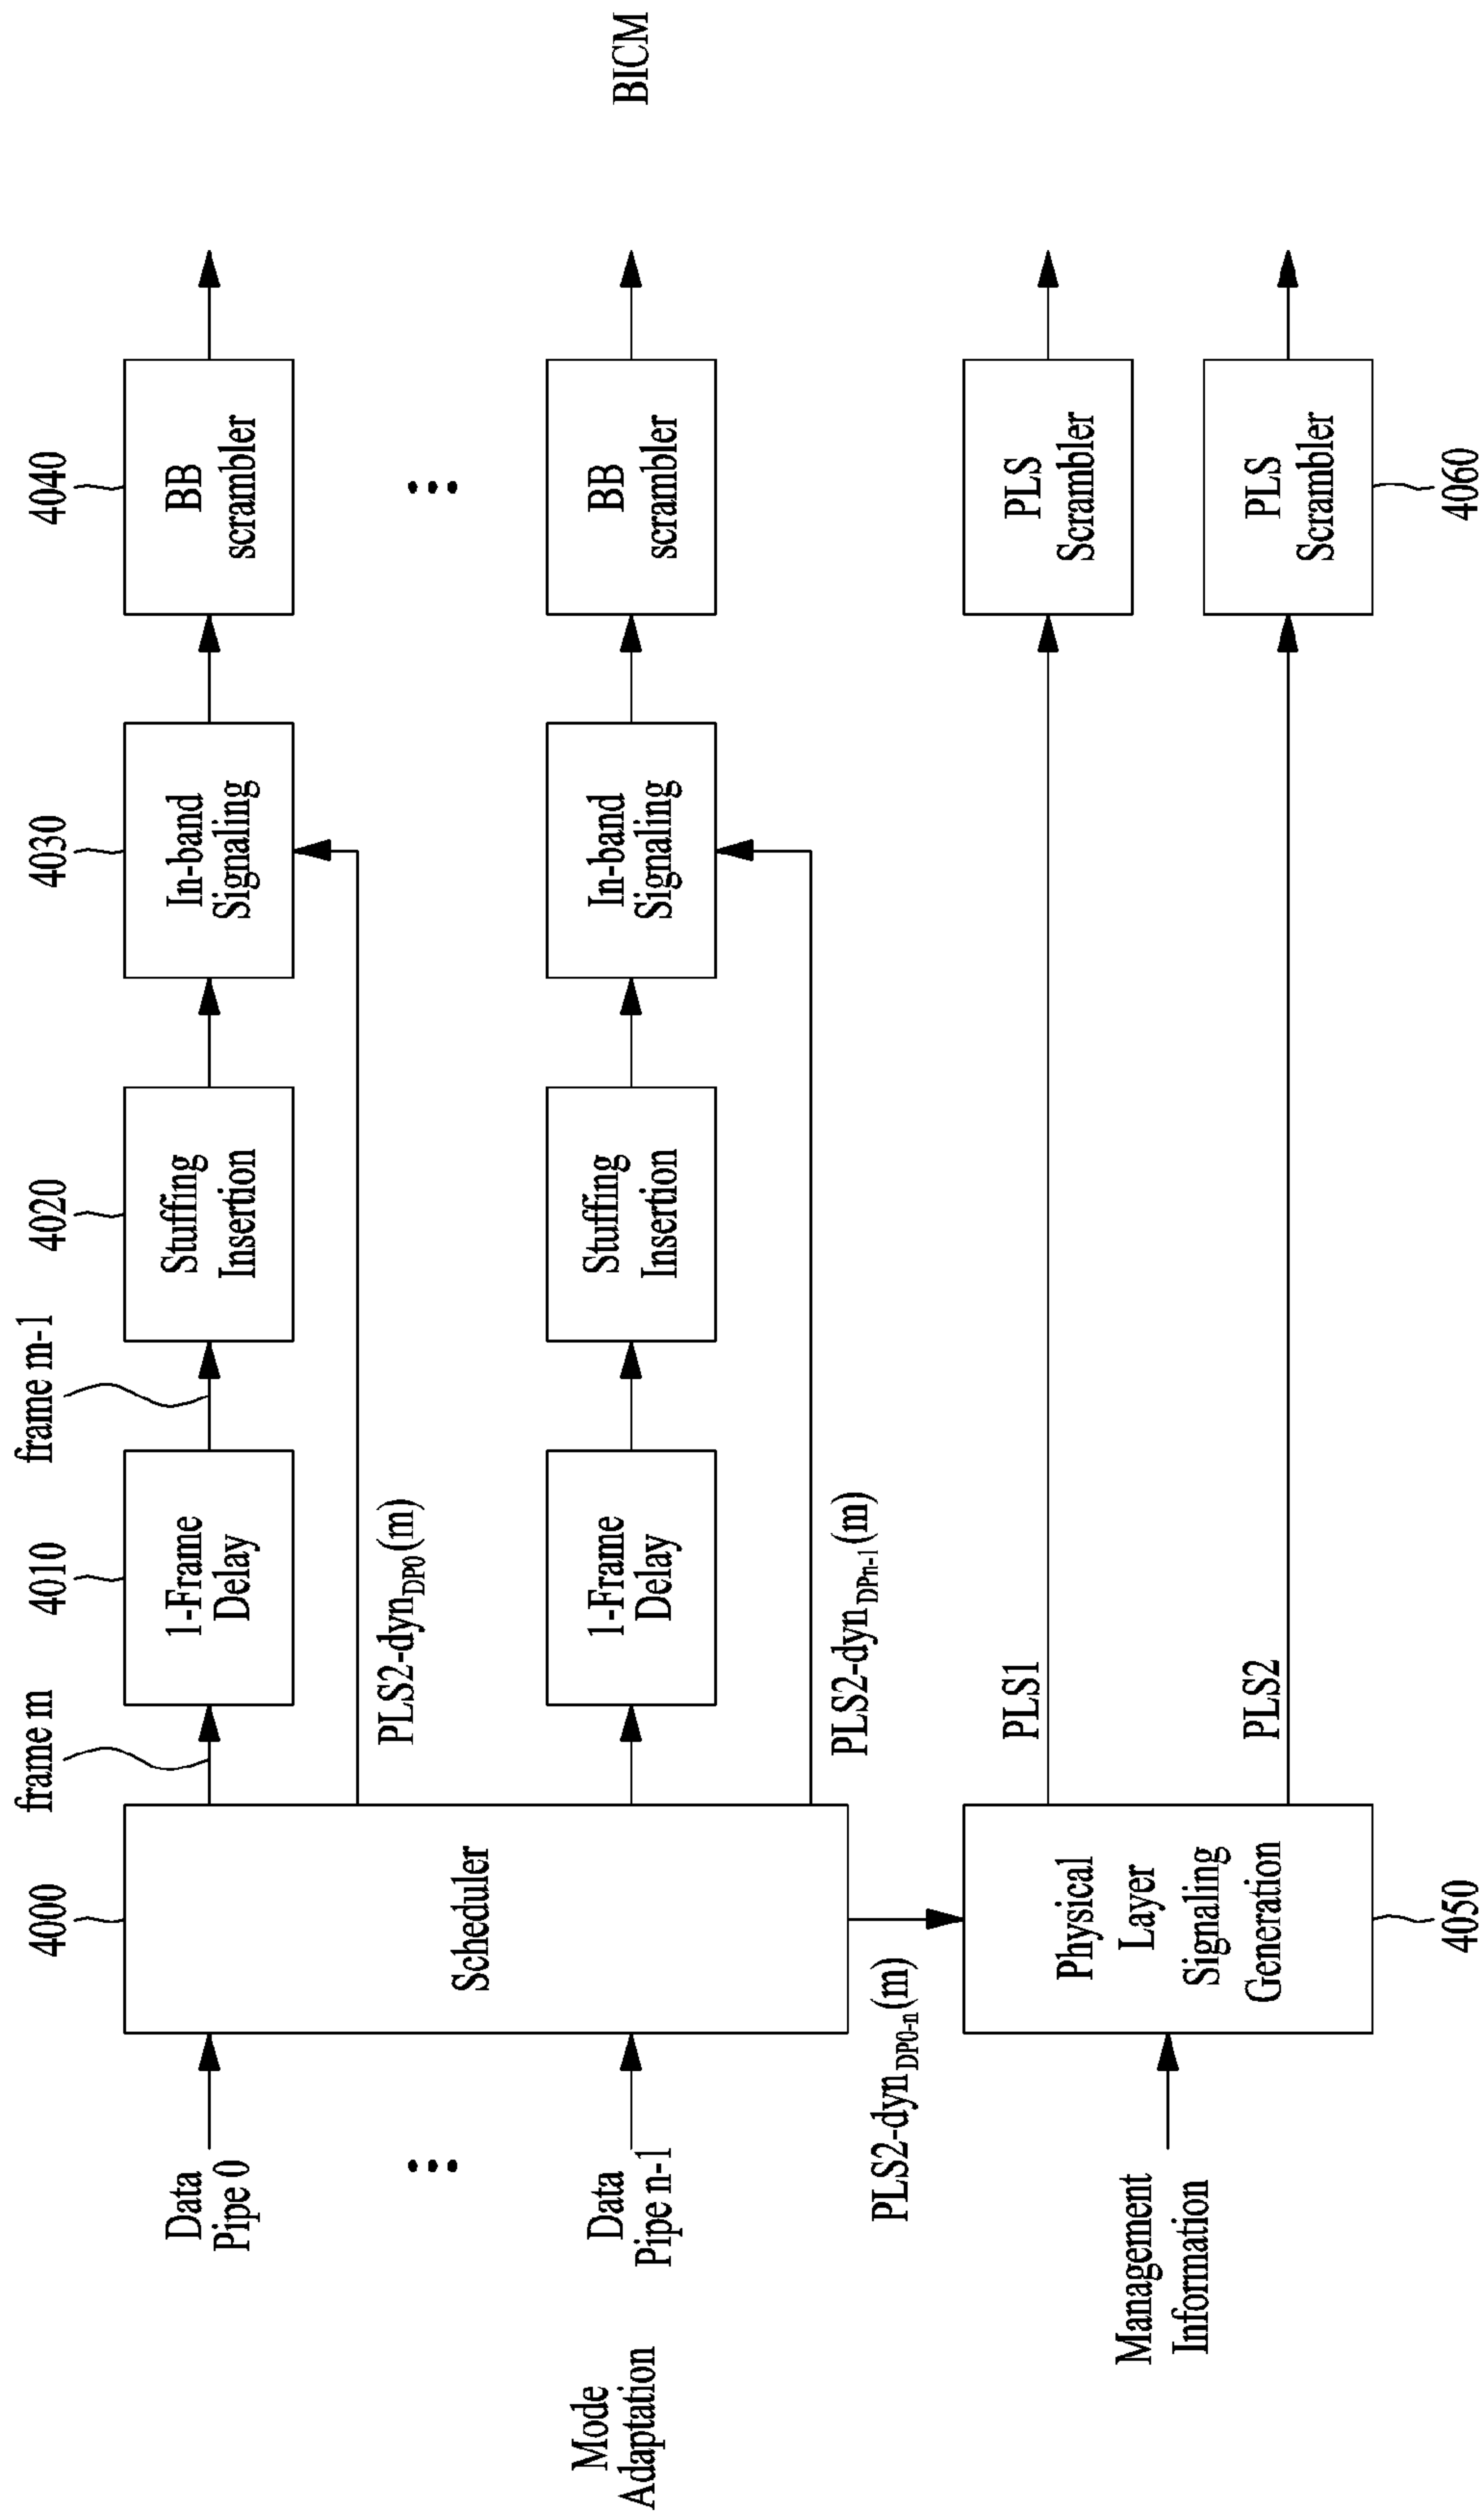 4000
frame m
4010
frame m-1
4020
4030
4040
Data
Pipe 0
Scheduler
1-Frame
Delay
Stuffing
Insertion
In-band
Signaling
BB
scrambler
PLS2-dynDP0(m)
Mode
Adaptation
Data
Pipe n-1
1-Frame
Delay
Stuffing
Insertion
In-band
Signaling
BB
scrambler
BICM
PLS2-dynDPn-1(m)
PLS2-dynDP0-n(m)
Management
Information
Physical
Layer
Signaling
Generation
PLS1
PLS
Scrambler
PLS2
PLS
Scrambler
4050
4060